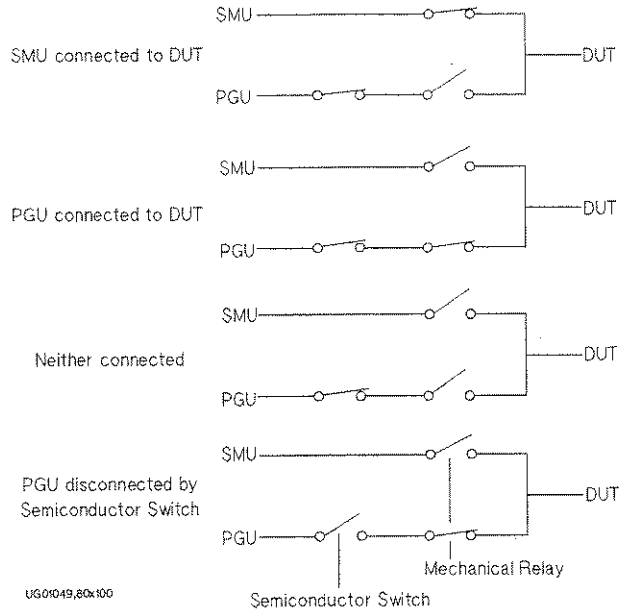 SMU
SMU connected to DUT
DUT
PGU
SMU
PGU connected to DUT
DUT
PGU
SMU
Neither connected
DUT
PGU
SMU
PGU disconnected by
Semiconductor Switch
DUT
PGU
Mechanical Relay
UG01049,80x100
Semiconductor Switch